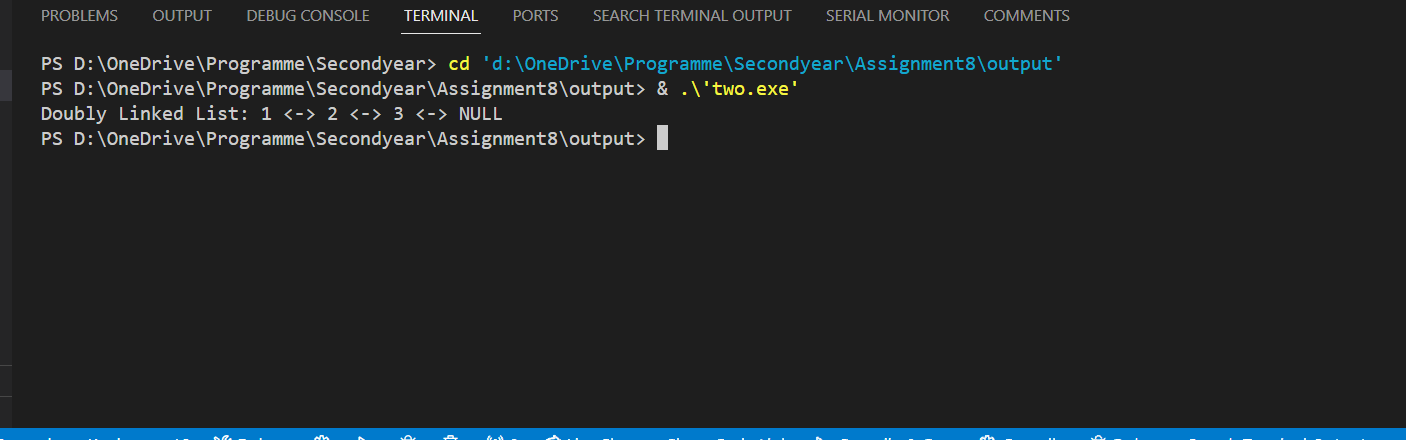 PROBLEMS OUTPUT DEBUG CONSOLE TERMINAL PORTS SEARCH TERMINAL OUTPUT SERIAL MONITOR COMMENTS
PS D:\OneDrive\Programme\Secondyear> cd 'd:\OneDrive\Programme\Secondyear\Assignment8\output'
PS D:\OneDrive\Programme\Secondyear\Assignment8\output> & .\'two.exe'
Doubly Linked List: 1 <-> 2 <-> 3 <-> NULL
PS D:\OneDrive\Programme\Secondyear\Assignment8\output>